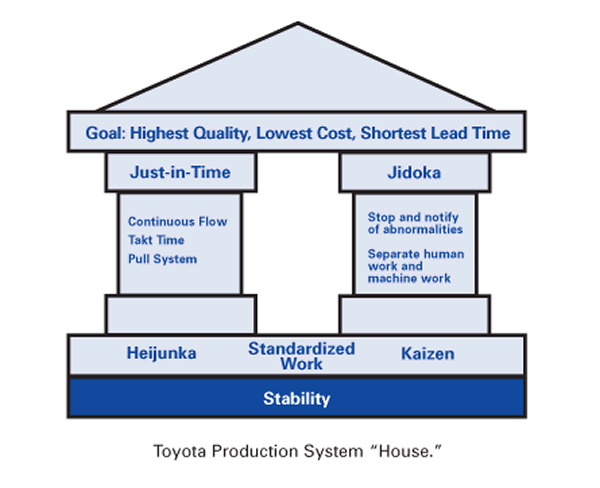 Goal: Highest Quality, Lowest Cost, Shortest Lead Time
Just-in-Time
Continuous Flow
Takt Time
Pull System
Jidoka
Stop and notify
of abnormalities
Separate human
work and
machine work
Heijunka
Standardized
Work
Kaizen
Stability
Toyota Production System “House.”